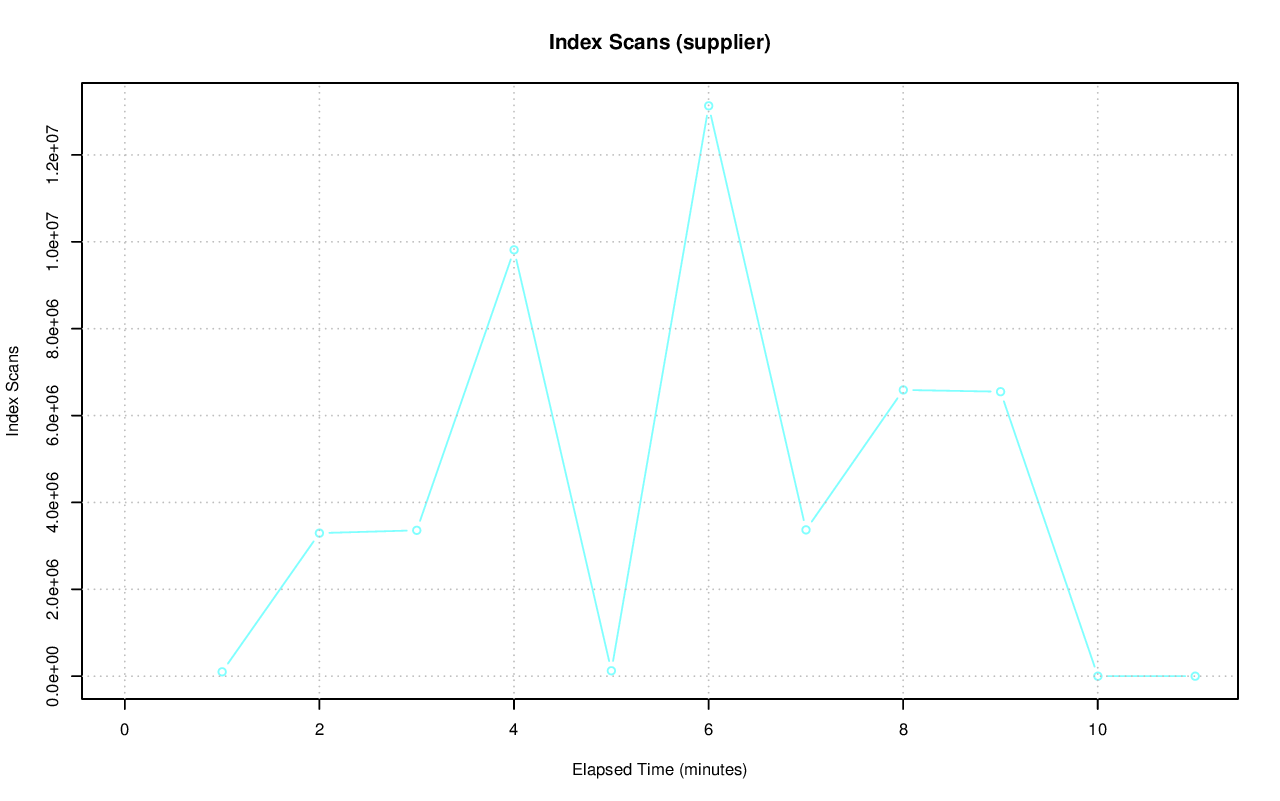 Index Scans (supplier)
Index Scans
1.2e+07
1.0e+07
8.0e+06
6.0e+06
4.0e+06
2.0e+06
0.0e+00
0 2 4 6 8 10
Elapsed Time (minutes)